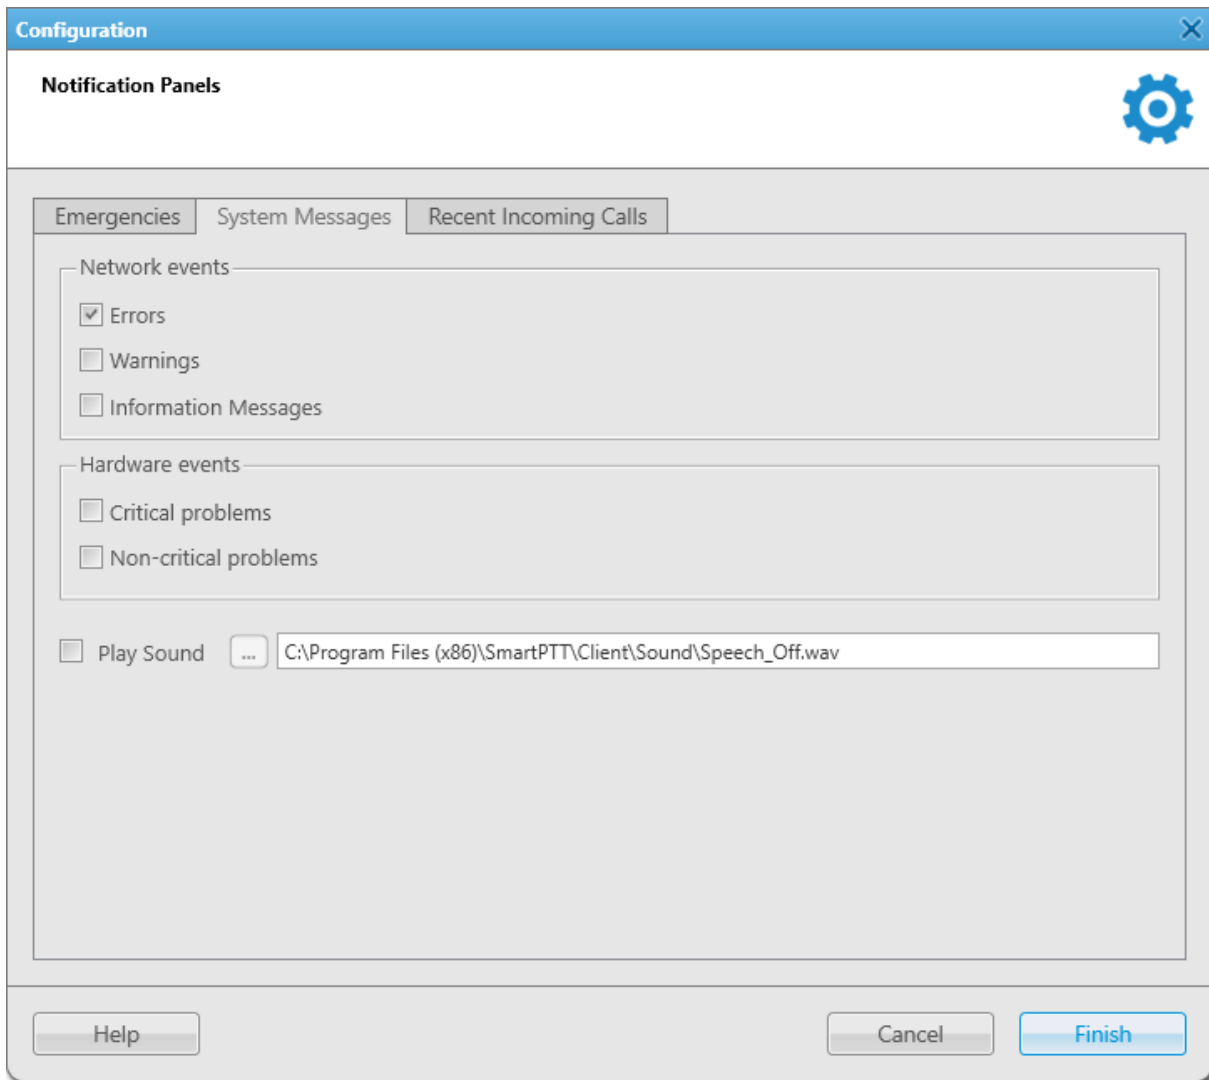 Configuration
Notification Panels
Emergencies System Messages Recent Incoming Calls
Network events
Errors
Warnings
Information Messages
Hardware events
Critical problems
Non-critical problems
Play Sound ... C:\Program Files (x86)\SmartPTT\Client\Sound\Speech_Off.wav
Help Cancel Finish